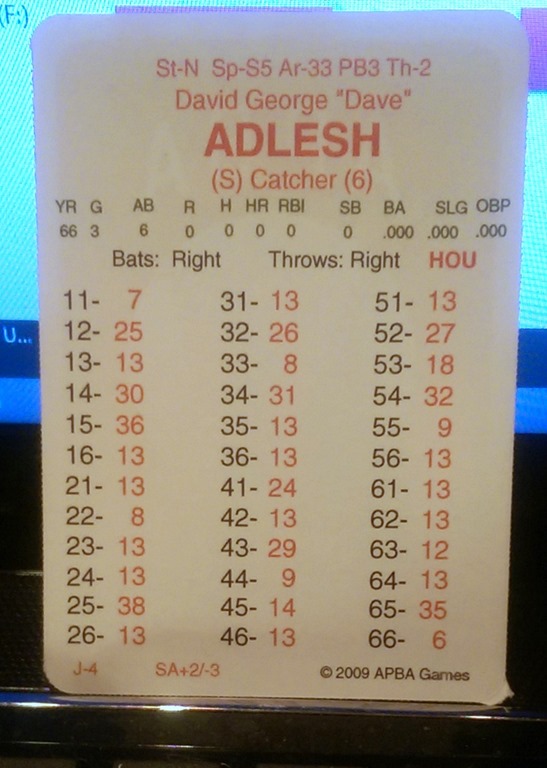 (F:)
U...
St-N Sp-S5 Ar-33 PB3 Th-2
David George "Dave"
ADLESH
(S) Catcher (6)
YR G AB R H HR RBI SB BA SLG OBP
66 3 6 0 0 0 0 0 .000 .000 .000
Bats: Right Throws: Right HOU
11- 7 31- 13 51- 13
12- 25 32- 26 52- 27
13- 13 33- 8 53- 18
14- 30 34- 31 54- 32
15- 36 35- 13 55- 9
16- 13 36- 13 56- 13
21- 13 41- 24 61- 13
22- 8 42- 13 62- 13
23- 13 43- 29 63- 12
24- 13 44- 9 64- 13
25- 38 45- 14 65- 35
26- 13 46- 13 66- 6
J-4 SA+2/-3 © 2009 APBA Games